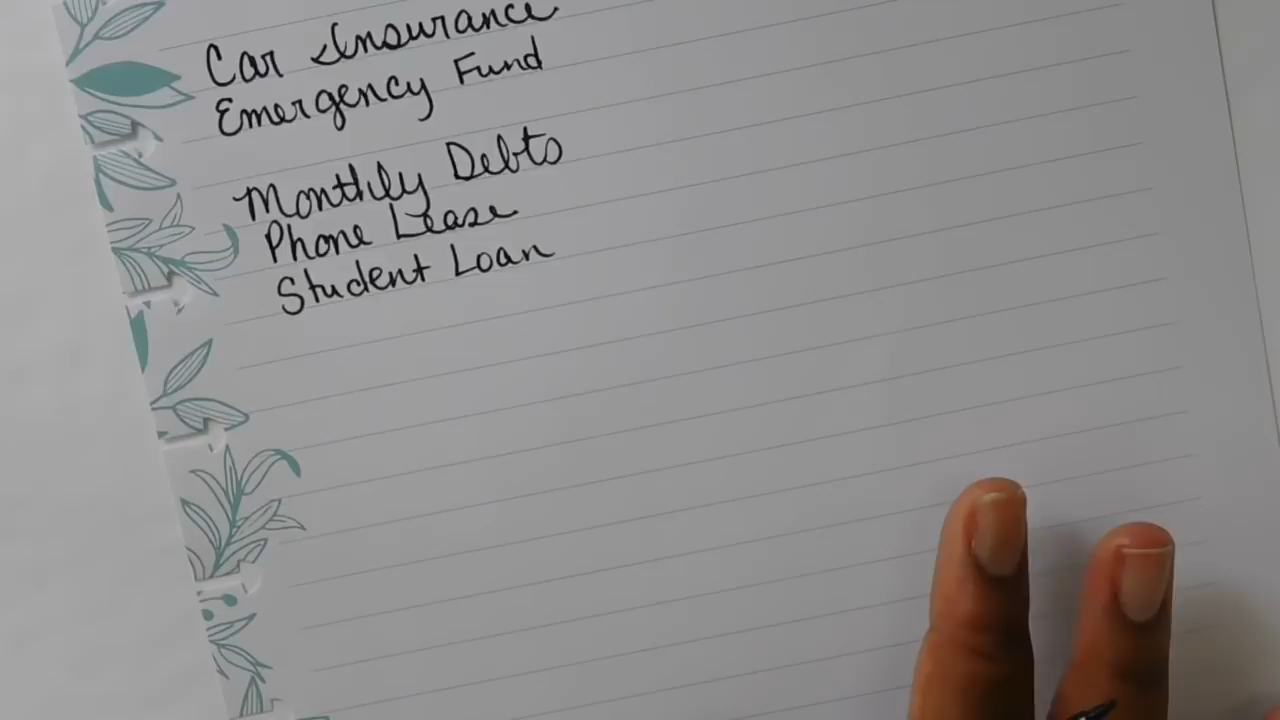 Car Insurance
Emergency Fund
Monthly Debts
Phone Lease
Student Loan